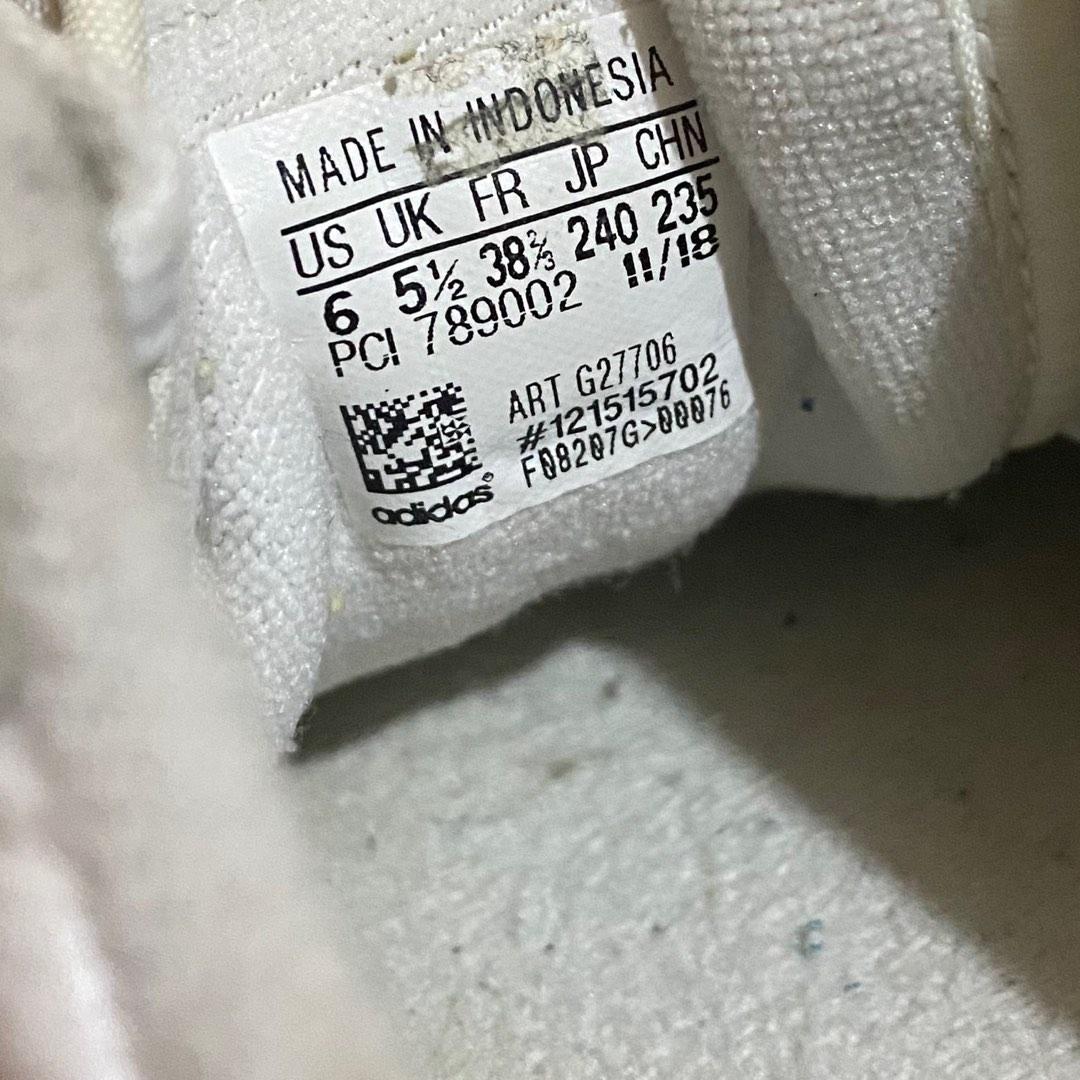 MADE IN INDONESIA
US UK FR JP CHN
6 5½ 38⅔ 240 235
PCI 789002 11/18
ART G27706
#121515702
F08207G>00076
adidas®